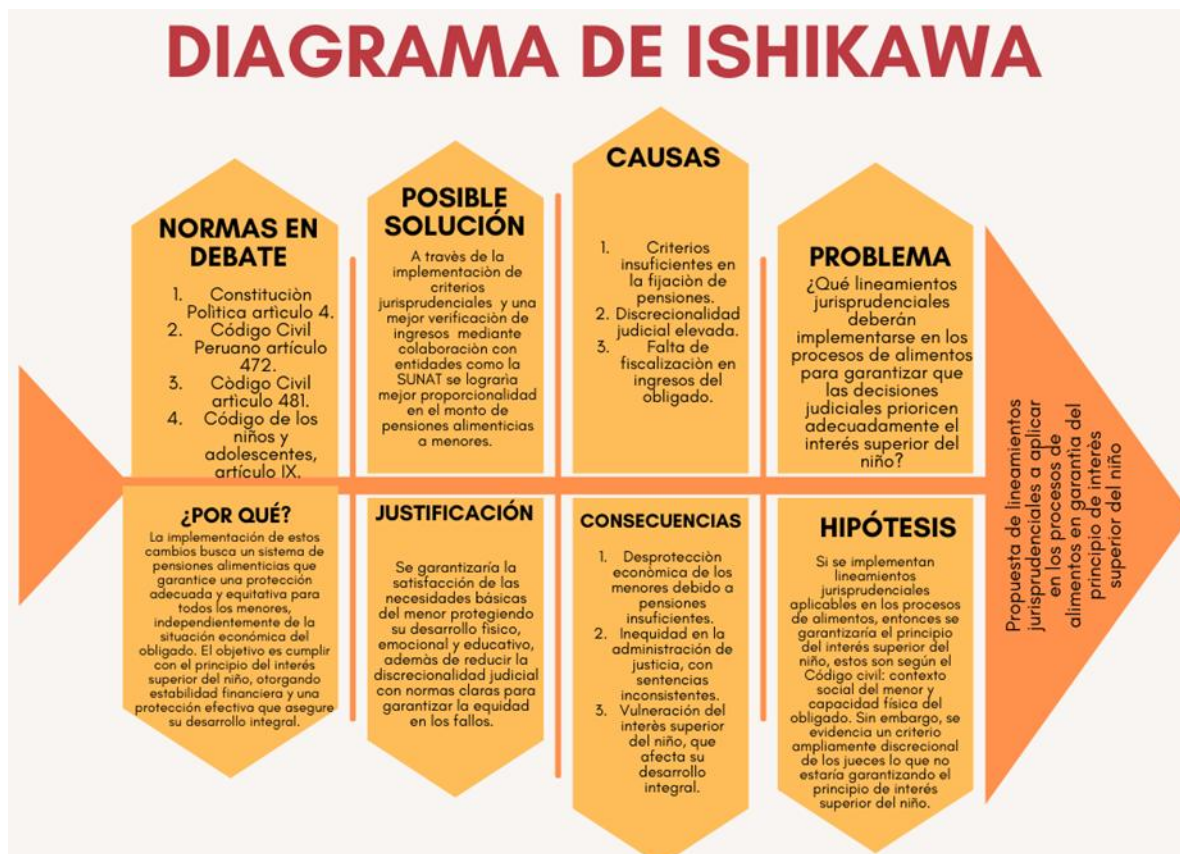 DIAGRAMA DE ISHIKAWA
NORMAS EN
DEBATE
1. Constituciòn
Polìtica artìculo 4.
2. Código Civil
Peruano artículo
472.
3. Còdigo Civil
artìculo 481.
4. Código de los
niños y
adolescentes,
artículo IX.
POSIBLE
SOLUCIÓN
A travès de la
implementaciòn de
criterios
jurisprudenciales y una
mejor verificaciòn de
ingresos mediante
colaboraciòn con
entidades como la
SUNAT se lograrìa
mejor proporcionalidad
en el monto de
pensiones alimenticias
a menores.
CAUSAS
1. Criterios
insuficientes en
la fijaciòn de
pensiones.
2. Discrecionalidad
judicial elevada.
3. Falta de
fiscalizaciòn en
ingresos del
obligado.
PROBLEMA
¿Qué lineamientos
jurisprudenciales
deberán
implementarse en los
procesos de alimentos
para garantizar que
las decisiones
judiciales prioricen
adecuadamente el
interés superior del
niño?
¿POR QUÉ?
La implementación de estos
cambios busca un sistema de
pensiones alimenticias que
garantice una protección
adecuada y equitativa para
todos los menores,
independientemente de la
situación económica del
obligado. El objetivo es cumplir
con el principio del interés
superior del niño, otorgando
estabilidad financiera y una
protección efectiva que asegure
su desarrollo integral.
JUSTIFICACIÓN
Se garantizaría la
satisfacción de las
necesidades básicas
del menor protegiendo
su desarrollo fìsico,
emocional y educativo,
ademàs de reducir la
discrecionalidad judicial
con normas claras para
garantizar la equidad
en los fallos.
CONSECUENCIAS
1. Desprotecciòn
econòmica de los
menores debido a
pensiones
insuficientes.
2. Inequidad en la
administración de
justicia, con
sentencias
inconsistentes.
3. Vulneración del
interès superior
del niño, que
afecta su
desarrollo
integral.
HIPÓTESIS
Si se implementan
lineamientos
jurisprudenciales
aplicables en los procesos
de alimentos, entonces se
garantizaría el principio
del interés superior del
niño, estos son según el
Código civil: contexto
social del menor y
capacidad física del
obligado. Sin embargo, se
evidencia un criterio
ampliamente discrecional
de los jueces lo que no
estaría garantizando el
principio de interés
superior del niño.
Propuesta de lineamientos
jurisprudenciales a aplicar
en los procesos de
alimentos en garantìa del
principio de interès
superior del niño